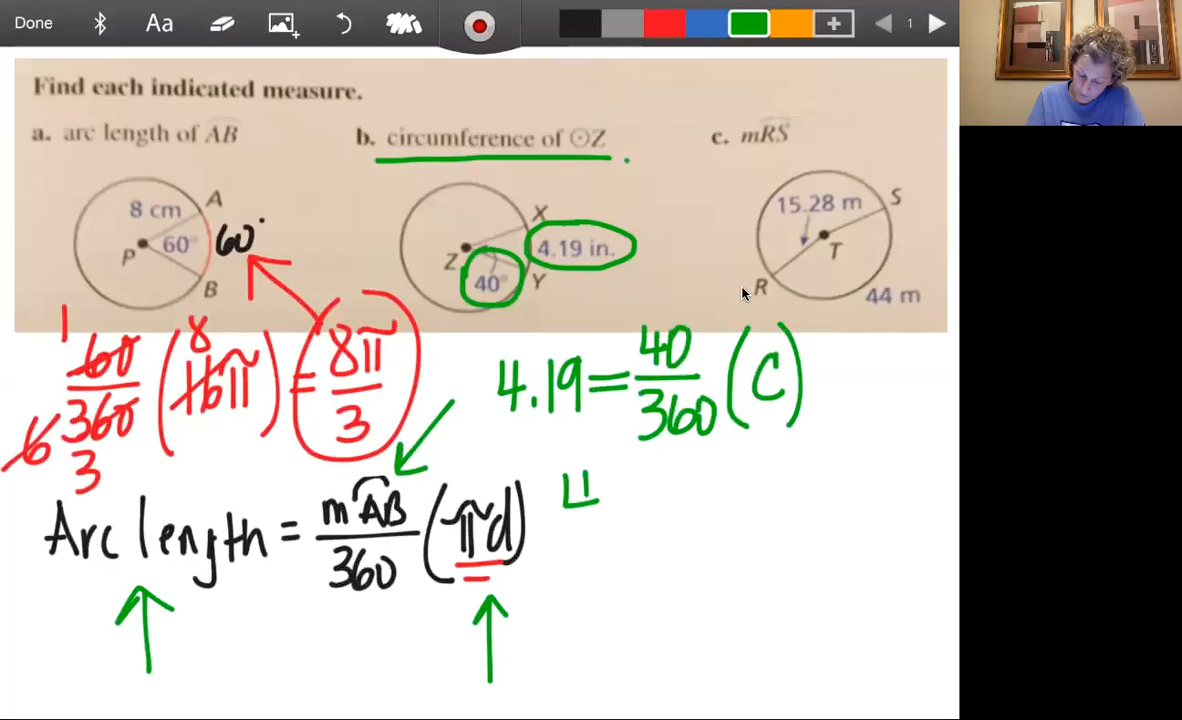 Done Aa 1
Find each indicated measure.
a. arc length of AB
b. circumference of ⊙Z
c. mRS
8 cm
A
P
60°
B
60°
X
4.19 in.
Z
40°
Y
15.28 m
S
T
R
44 m
1
60/360 (16π) = 8π/3
8
6
3
4.19 = 40/360 (C)
Arc length = mAB/360 (πd)